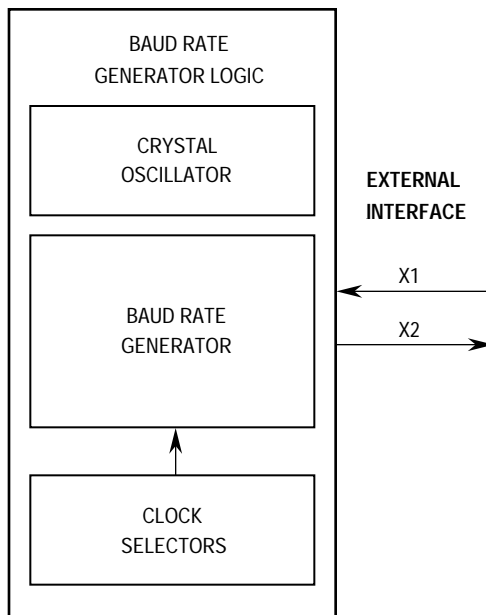 BAUD RATE
GENERATOR LOGIC
CRYSTAL
OSCILLATOR
EXTERNAL
INTERFACE
X1
BAUD RATE
GENERATOR
X2
CLOCK
SELECTORS